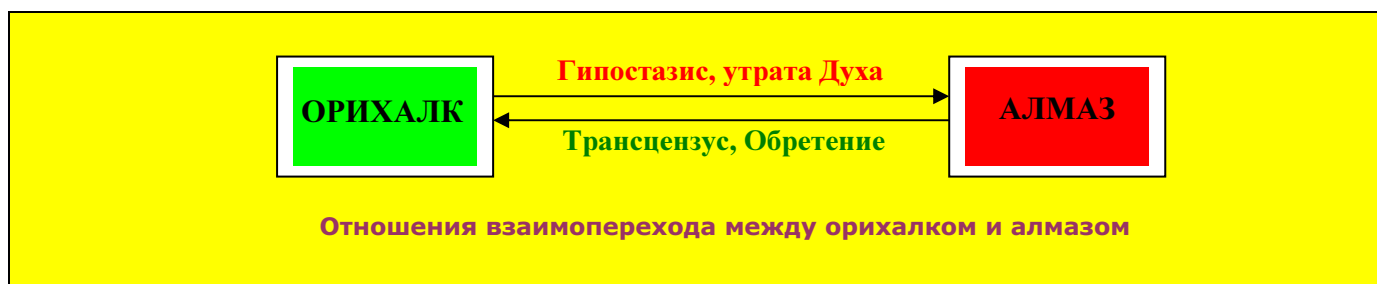 Гипостазис, утрата Духа
ОРИХАЛК
АЛМАЗ
Трансцензус, Обретение
Отношения взаимоперехода между орихалком и алмазом